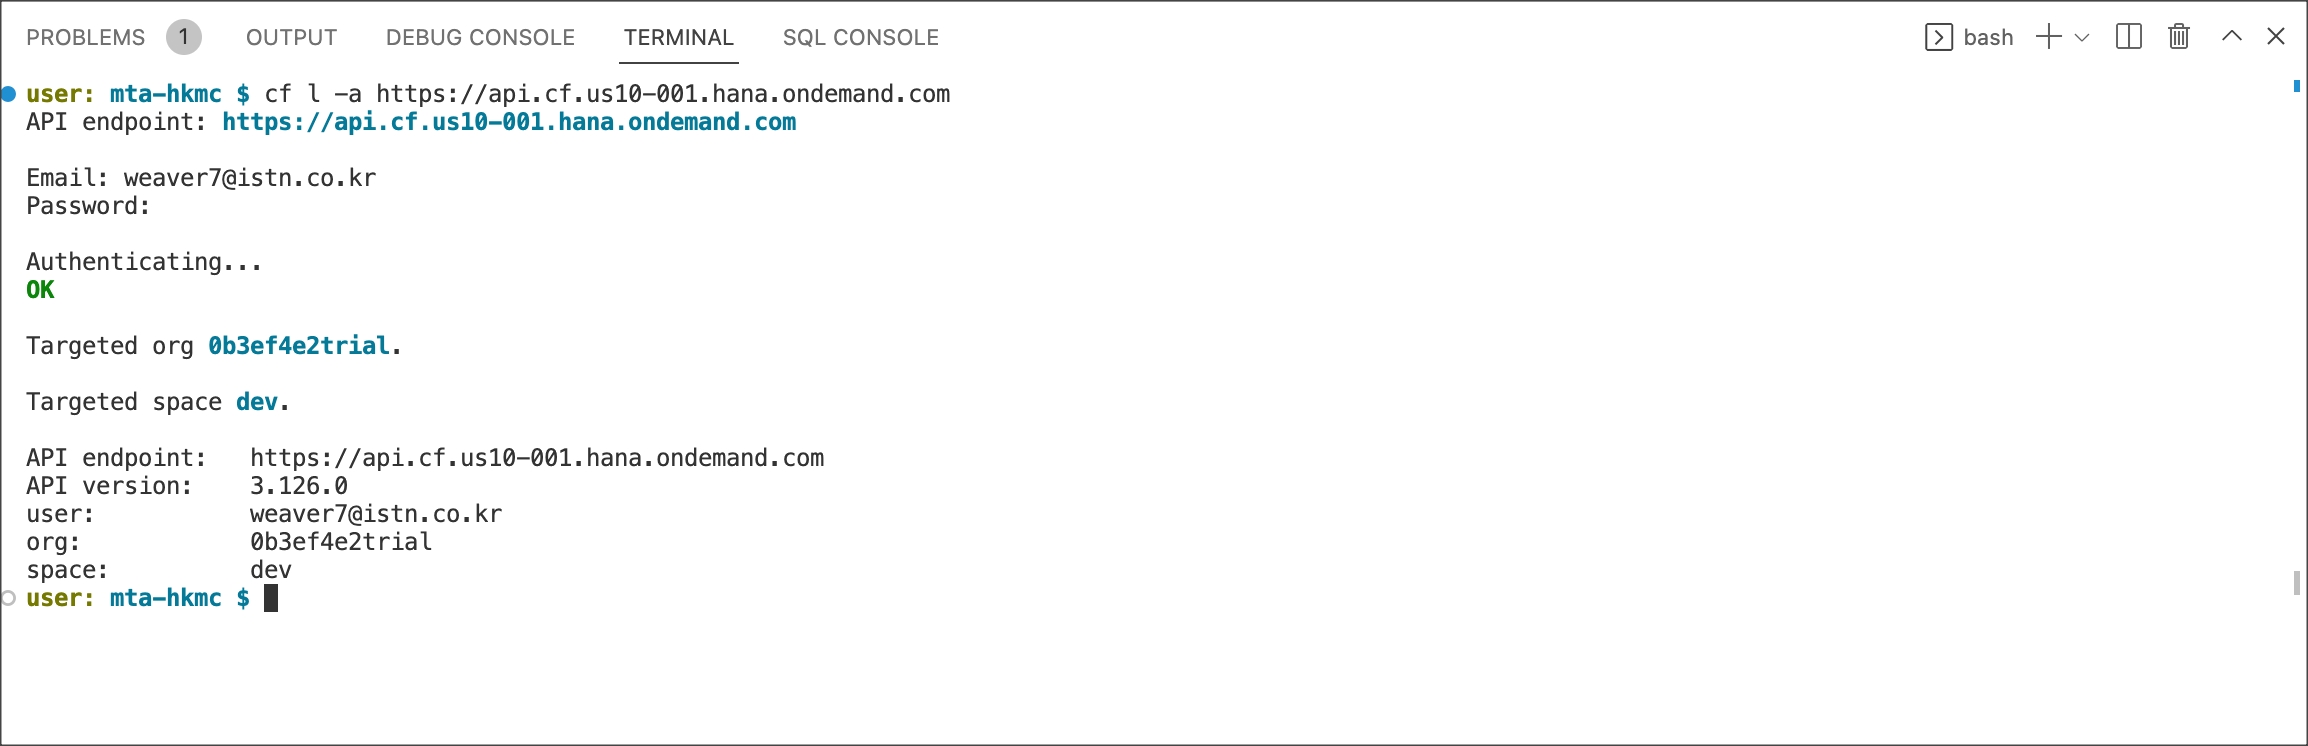 PROBLEMS 1 OUTPUT DEBUG CONSOLE TERMINAL SQL CONSOLE bash
user: mta-hkmc $ cf l -a https://api.cf.us10-001.hana.ondemand.com
API endpoint: https://api.cf.us10-001.hana.ondemand.com
Email: weaver7@istn.co.kr
Password:
Authenticating...
OK
Targeted org 0b3ef4e2trial.
Targeted space dev.
API endpoint: https://api.cf.us10-001.hana.ondemand.com
API version: 3.126.0
user: weaver7@istn.co.kr
org: 0b3ef4e2trial
space: dev
user: mta-hkmc $